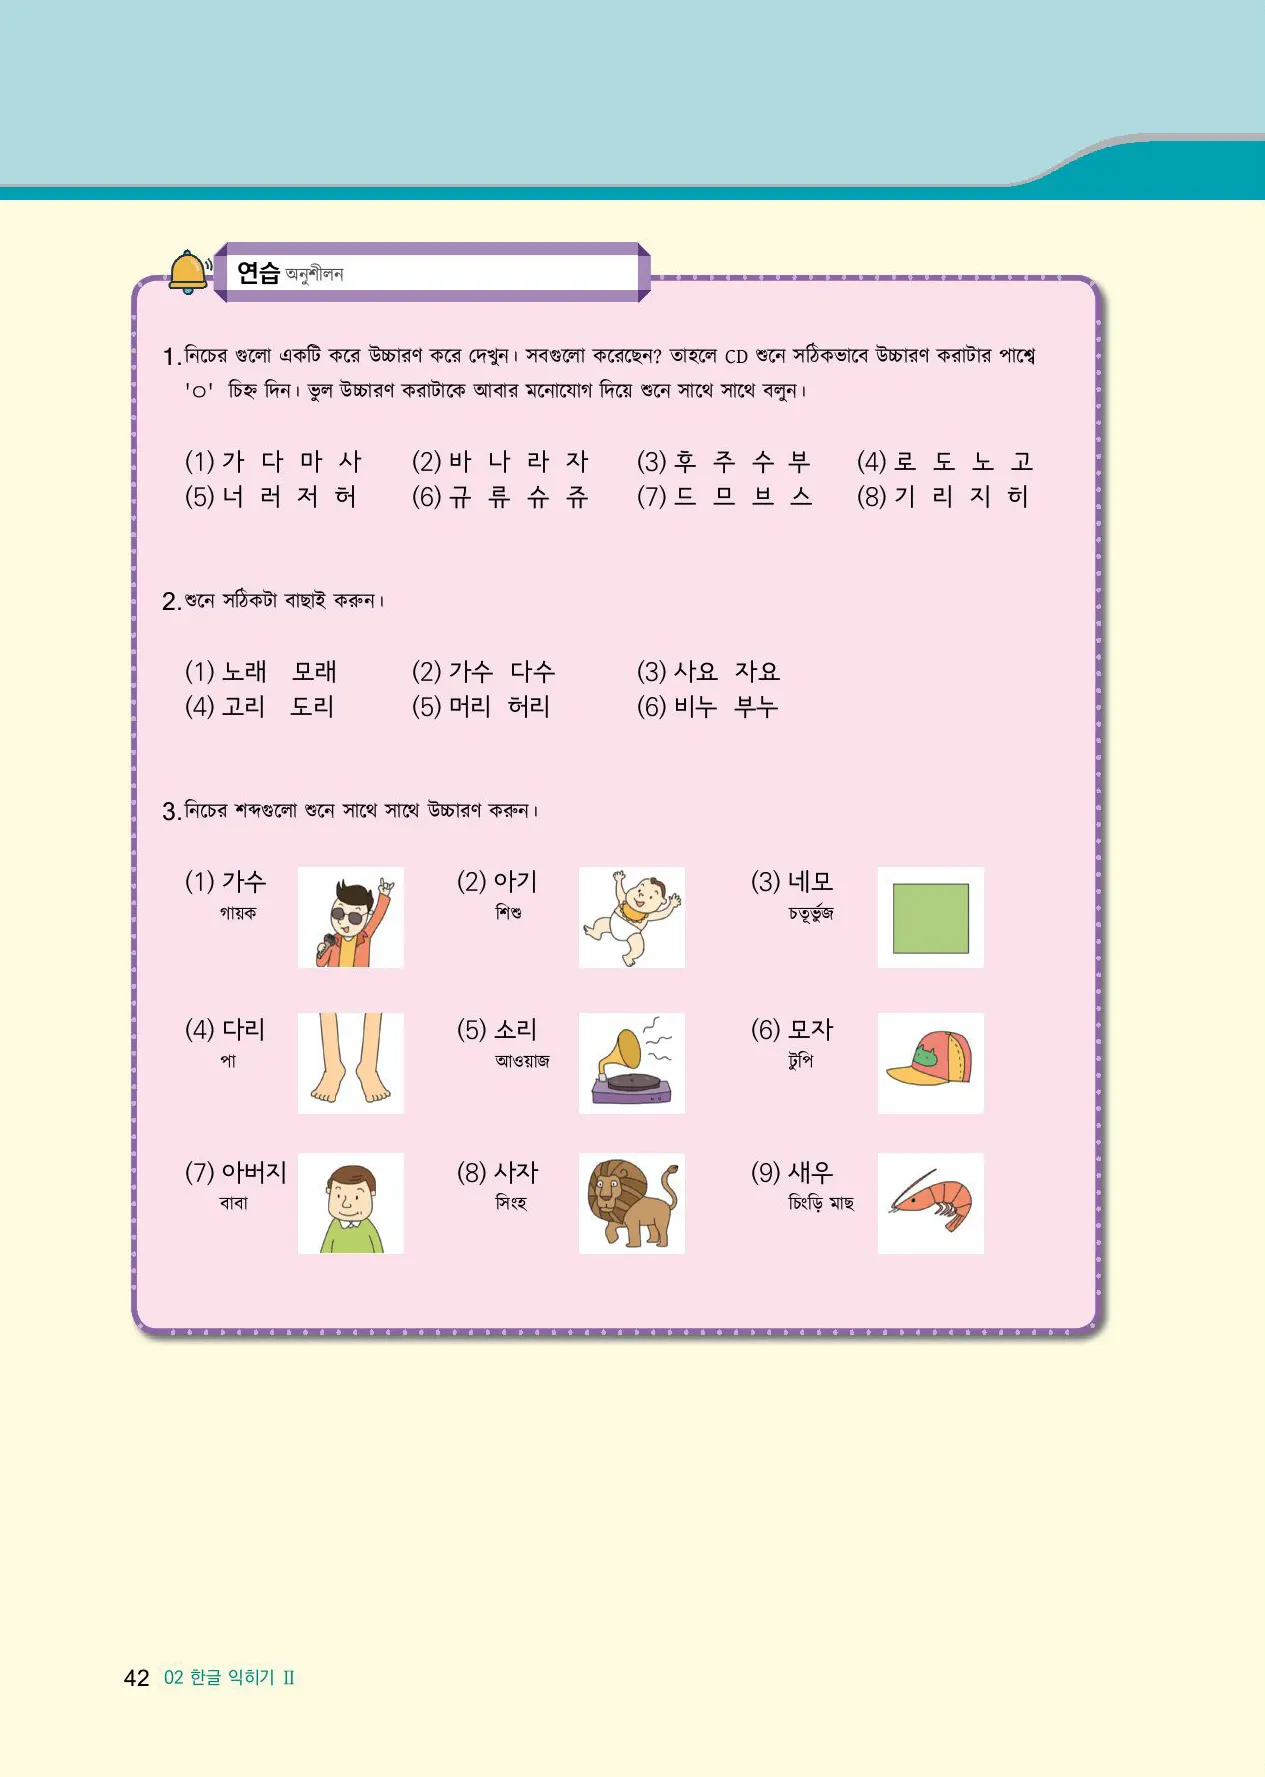 연습 অনুশীলন
1. নিচের গুলো একটি করে উচ্চারণ করে দেখুন। সবগুলো করেছেন? তাহলে CD শুনে সঠিকভাবে উচ্চারণ করাটার পাশ্বে
'○' চিহ্ন দিন। ভুল উচ্চারণ করাটাকে আবার মনোযোগ দিয়ে শুনে সাথে সাথে বলুন।
(1) 가 다 마 사 (2) 바 나 라 자 (3) 후 주 수 부 (4) 로 도 노 고
(5) 너 러 저 허 (6) 규 류 슈 쥬 (7) 드 므 브 스 (8) 기 리 지 히
2. শুনে সঠিকটা বাছাই করুন।
(1) 노래 모래 (2) 가수 다수 (3) 사요 자요
(4) 고리 도리 (5) 머리 허리 (6) 비누 부누
3. নিচের শব্দগুলো শুনে সাথে সাথে উচ্চারণ করুন।
(1) 가수 (2) 아기 (3) 네모
গায়ক শিশু চতূর্ভুজ
(4) 다리 (5) 소리 (6) 모자
পা আওয়াজ টুপি
(7) 아버지 (8) 사자 (9) 새우
বাবা সিংহ চিংড়ি মাছ
42 02 한글 익히기 Ⅱ